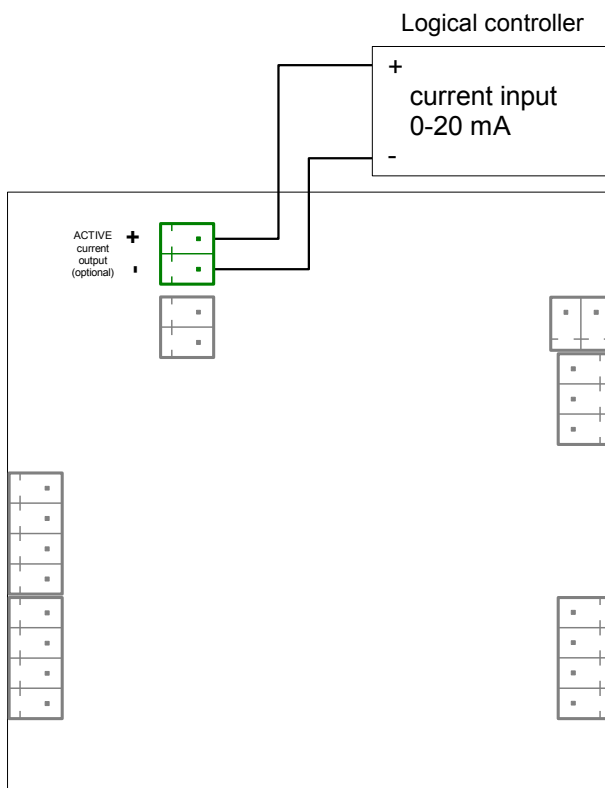 Logical controller
+
current input
0-20 mA
-
ACTIVE
current
output
(optional)
+
-